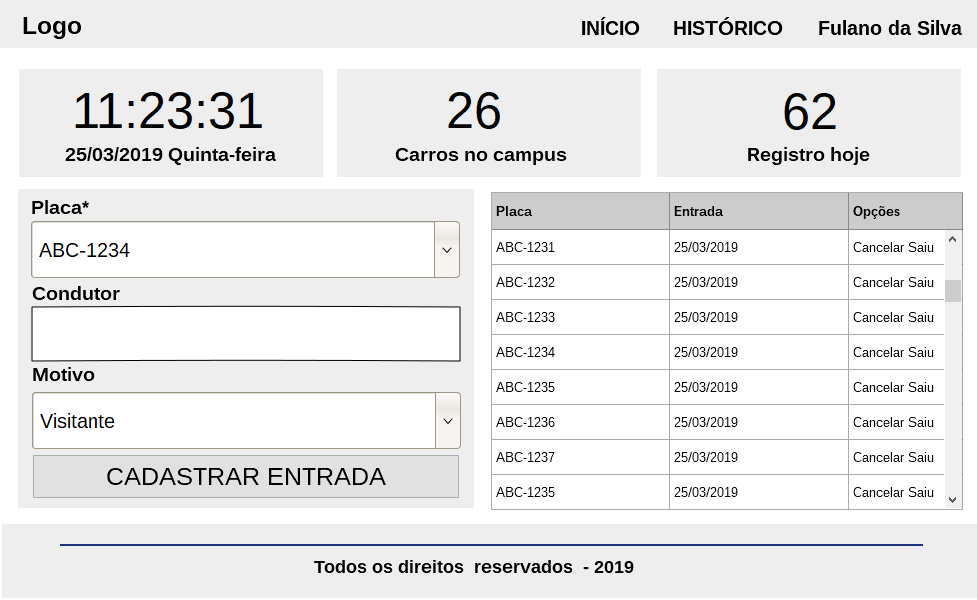 Logo INÍCIO HISTÓRICO Fulano da Silva
11:23:31
25/03/2019 Quinta-feira
26
Carros no campus
62
Registro hoje
Placa*
ABC-1234
Condutor
Motivo
Visitante
CADASTRAR ENTRADA
Placa Entrada Opções
ABC-1231 25/03/2019 Cancelar Saiu
ABC-1232 25/03/2019 Cancelar Saiu
ABC-1233 25/03/2019 Cancelar Saiu
ABC-1234 25/03/2019 Cancelar Saiu
ABC-1235 25/03/2019 Cancelar Saiu
ABC-1236 25/03/2019 Cancelar Saiu
ABC-1237 25/03/2019 Cancelar Saiu
ABC-1235 25/03/2019 Cancelar Saiu
Todos os direitos  reservados  - 2019